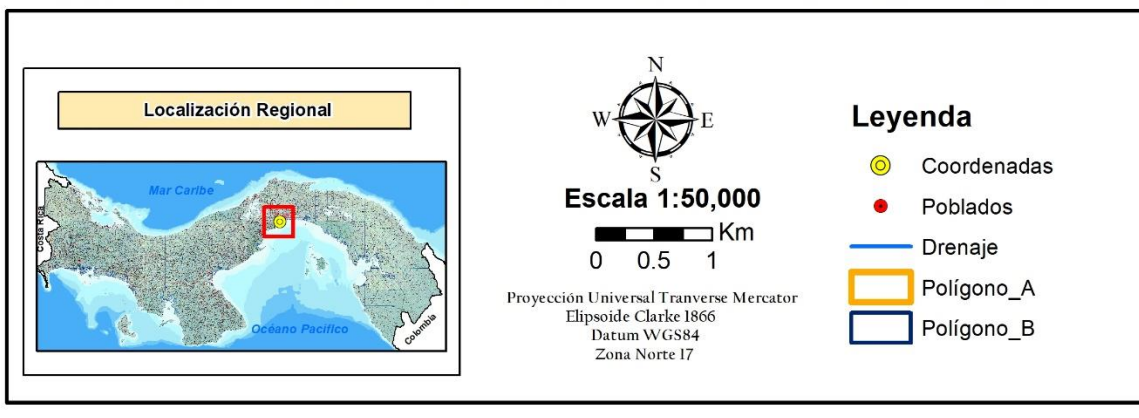 Localización Regional
Mar Caribe
Costa Rica
Océano Pacífico
Colombia
N
W
E
S
Escala 1:50,000
Km
0 0.5 1
Proyección Universal Tranverse Mercator
Elipsoide Clarke 1866
Datum WGS84
Zona Norte 17
Leyenda
Coordenadas
Poblados
Drenaje
Polígono_A
Polígono_B